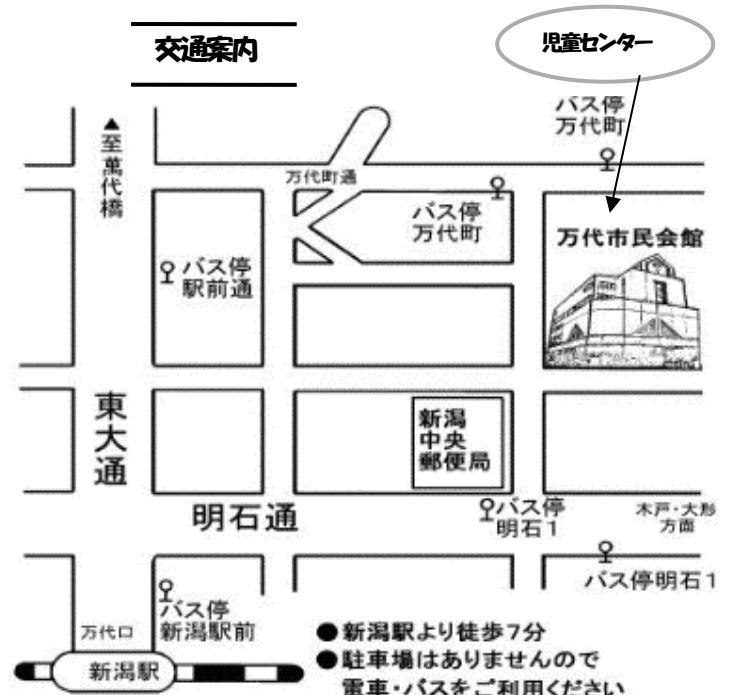 交通案内
児童センター
バス停
万代町
▲至萬代橋
万代町通
バス停
万代町
万代市民会館
バス停
駅前通
東大通
新潟
中央
郵便局
明石通
バス停
明石1
木戸・大形
方面
バス停明石1
バス停
新潟駅前
万代口
新潟駅
●新潟駅より徒歩7分
●駐車場はありませんので
電車・バスをご利用ください